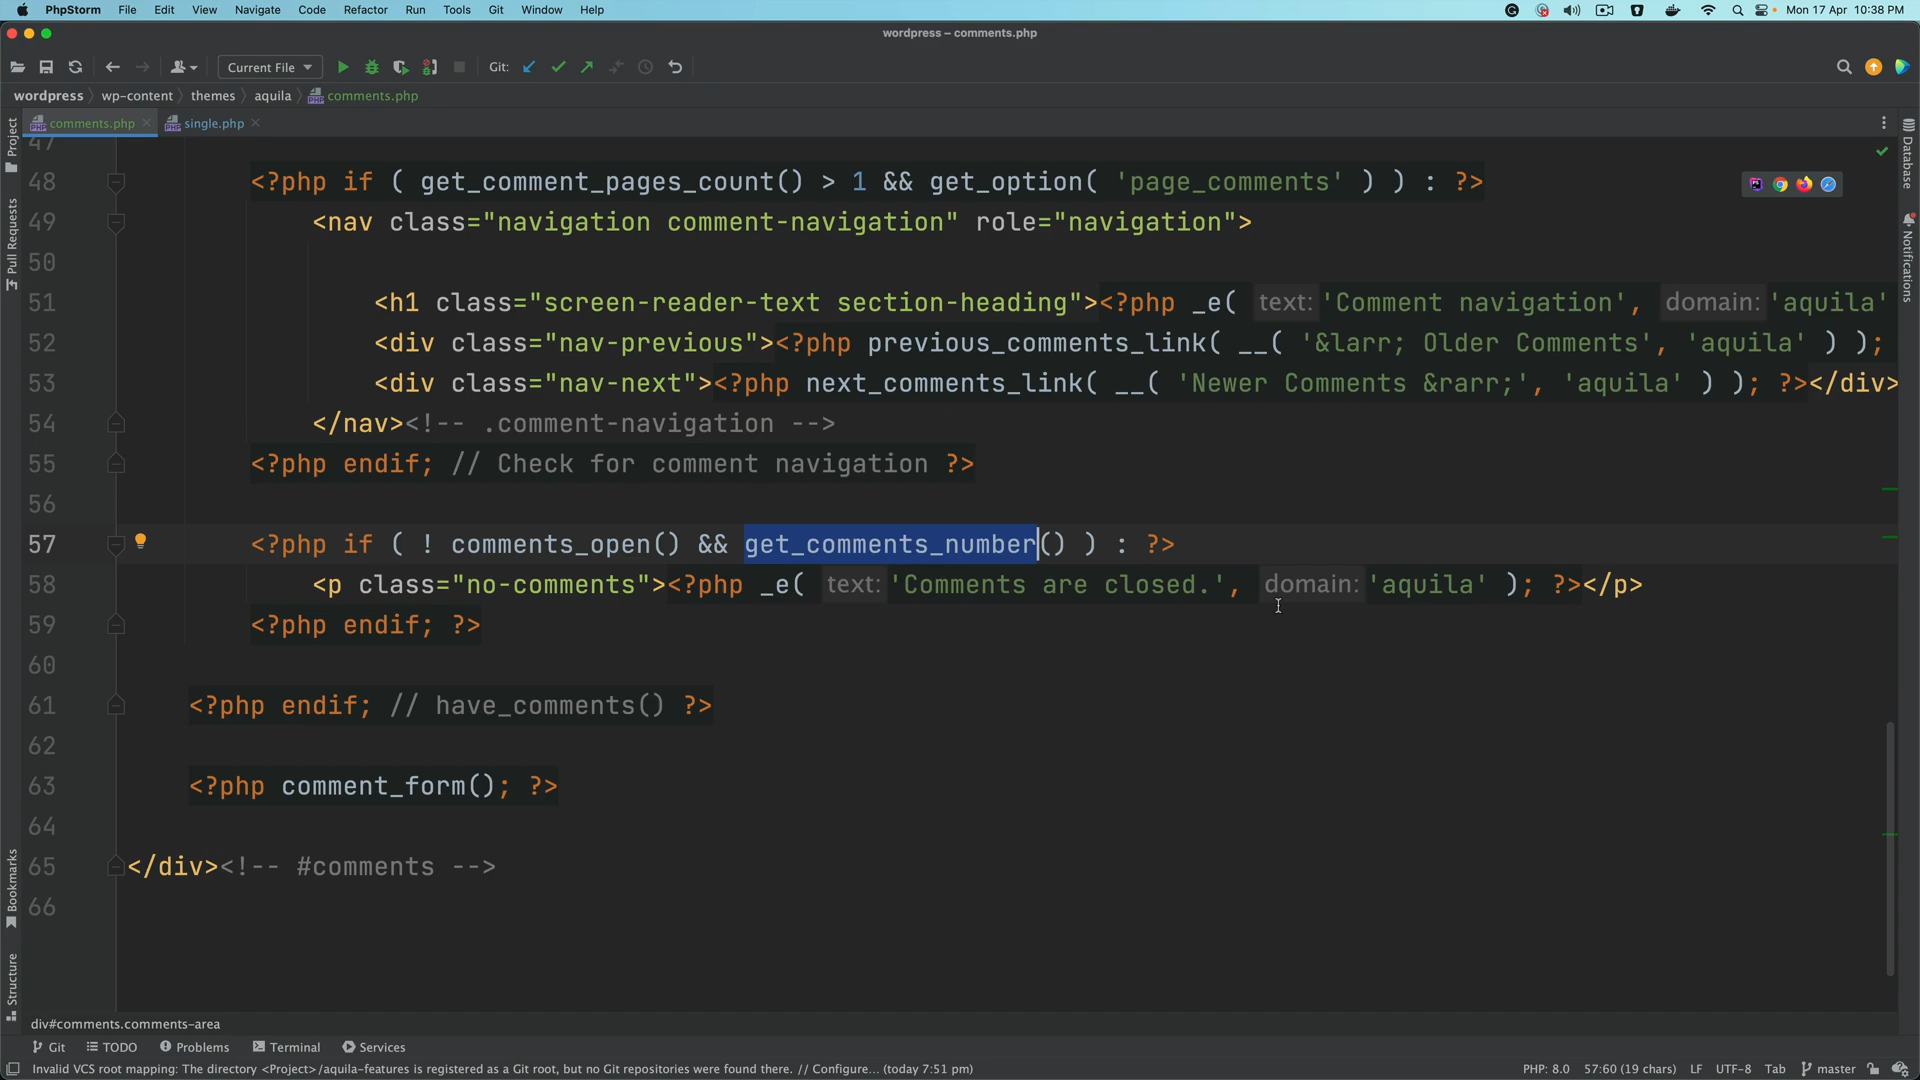 PhpStorm File Edit View Navigate Code Refactor Run Tools Git Window Help Mon 17 Apr 10:38 PM
wordpress – comments.php
Current File Git:
wordpress wp-content themes aquila comments.php
comments.php single.php
Project
Pull Requests
Bookmarks
Structure
Database
Notifications
47
48 <?php if ( get_comment_pages_count() > 1 && get_option( 'page_comments' ) ) : ?>
49 <nav class="navigation comment-navigation" role="navigation">
50
51 <h1 class="screen-reader-text section-heading"><?php _e( text: 'Comment navigation', domain: 'aquila'
52 <div class="nav-previous"><?php previous_comments_link( __( '&larr; Older Comments', 'aquila' ) );
53 <div class="nav-next"><?php next_comments_link( __( 'Newer Comments &rarr;', 'aquila' ) ); ?></div>
54 </nav><!-- .comment-navigation -->
55 <?php endif; // Check for comment navigation ?>
56
57 <?php if ( ! comments_open() && get_comments_number() ) : ?>
58 <p class="no-comments"><?php _e( text: 'Comments are closed.', domain: 'aquila' ); ?></p>
59 <?php endif; ?>
60
61 <?php endif; // have_comments() ?>
62
63 <?php comment_form(); ?>
64
65 </div><!-- #comments -->
66
div#comments.comments-area
Git TODO Problems Terminal Services
Invalid VCS root mapping: The directory <Project>/aquila-features is registered as a Git root, but no Git repositories were found there. // Configure... (today 7:51 pm) PHP: 8.0 57:60 (19 chars) LF UTF-8 Tab master